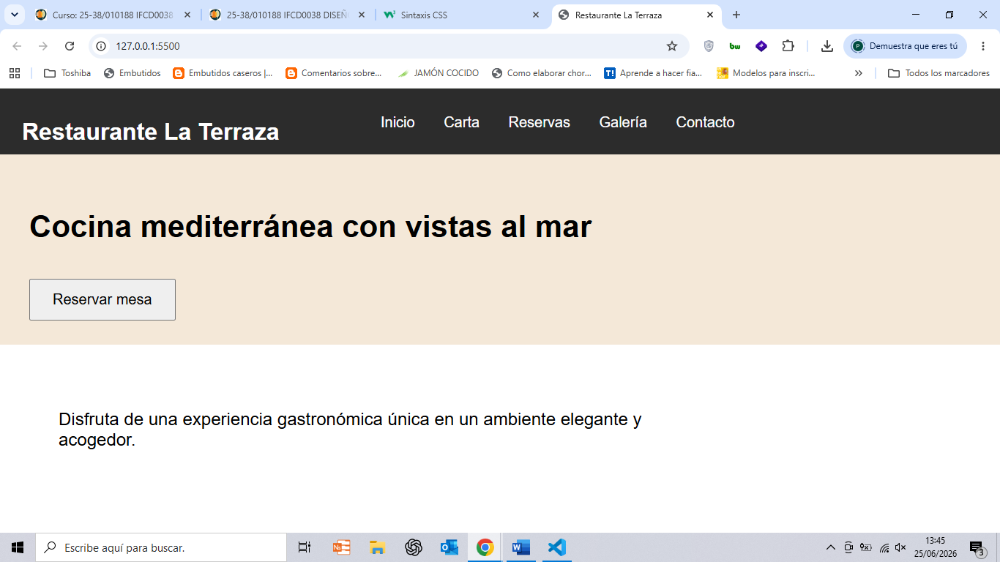 Curso: 25-38/010188 IFCD0038
25-38/010188 IFCD0038 DISEÑ
Sintaxis CSS
Restaurante La Terraza
127.0.0.1:5500
bw
P
Demuestra que eres tú
Toshiba
Embutidos
Embutidos caseros |...
Comentarios sobre...
JAMÓN COCIDO
Como elaborar chor...
T!
Aprende a hacer fia...
Modelos para inscri...
»
Todos los marcadores
Restaurante La Terraza
Inicio
Carta
Reservas
Galería
Contacto
Cocina mediterránea con vistas al mar
Reservar mesa
Disfruta de una experiencia gastronómica única en un ambiente elegante y
acogedor.
Escribe aquí para buscar.
13:45
25/06/2026
3